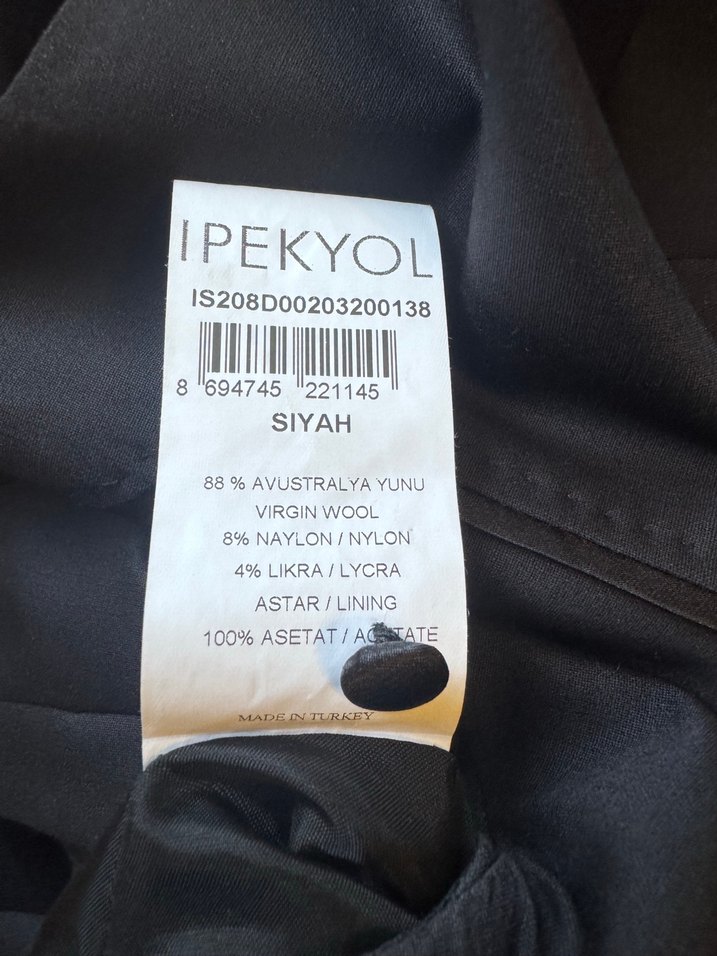 IPEKYOL
IS208D00203200138
8 694745 221145
SIYAH
88 % AVUSTRALYA YUNU
VIRGIN WOOL
8% NAYLON / NYLON
4% LIKRA / LYCRA
ASTAR / LINING
100% ASETAT / ACETATE
MADE IN TURKEY